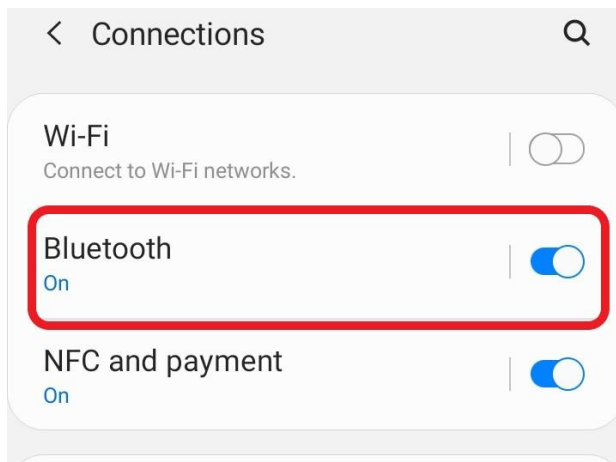 Connections
Wi-Fi
Connect to Wi-Fi networks.
Bluetooth
On
NFC and payment
On